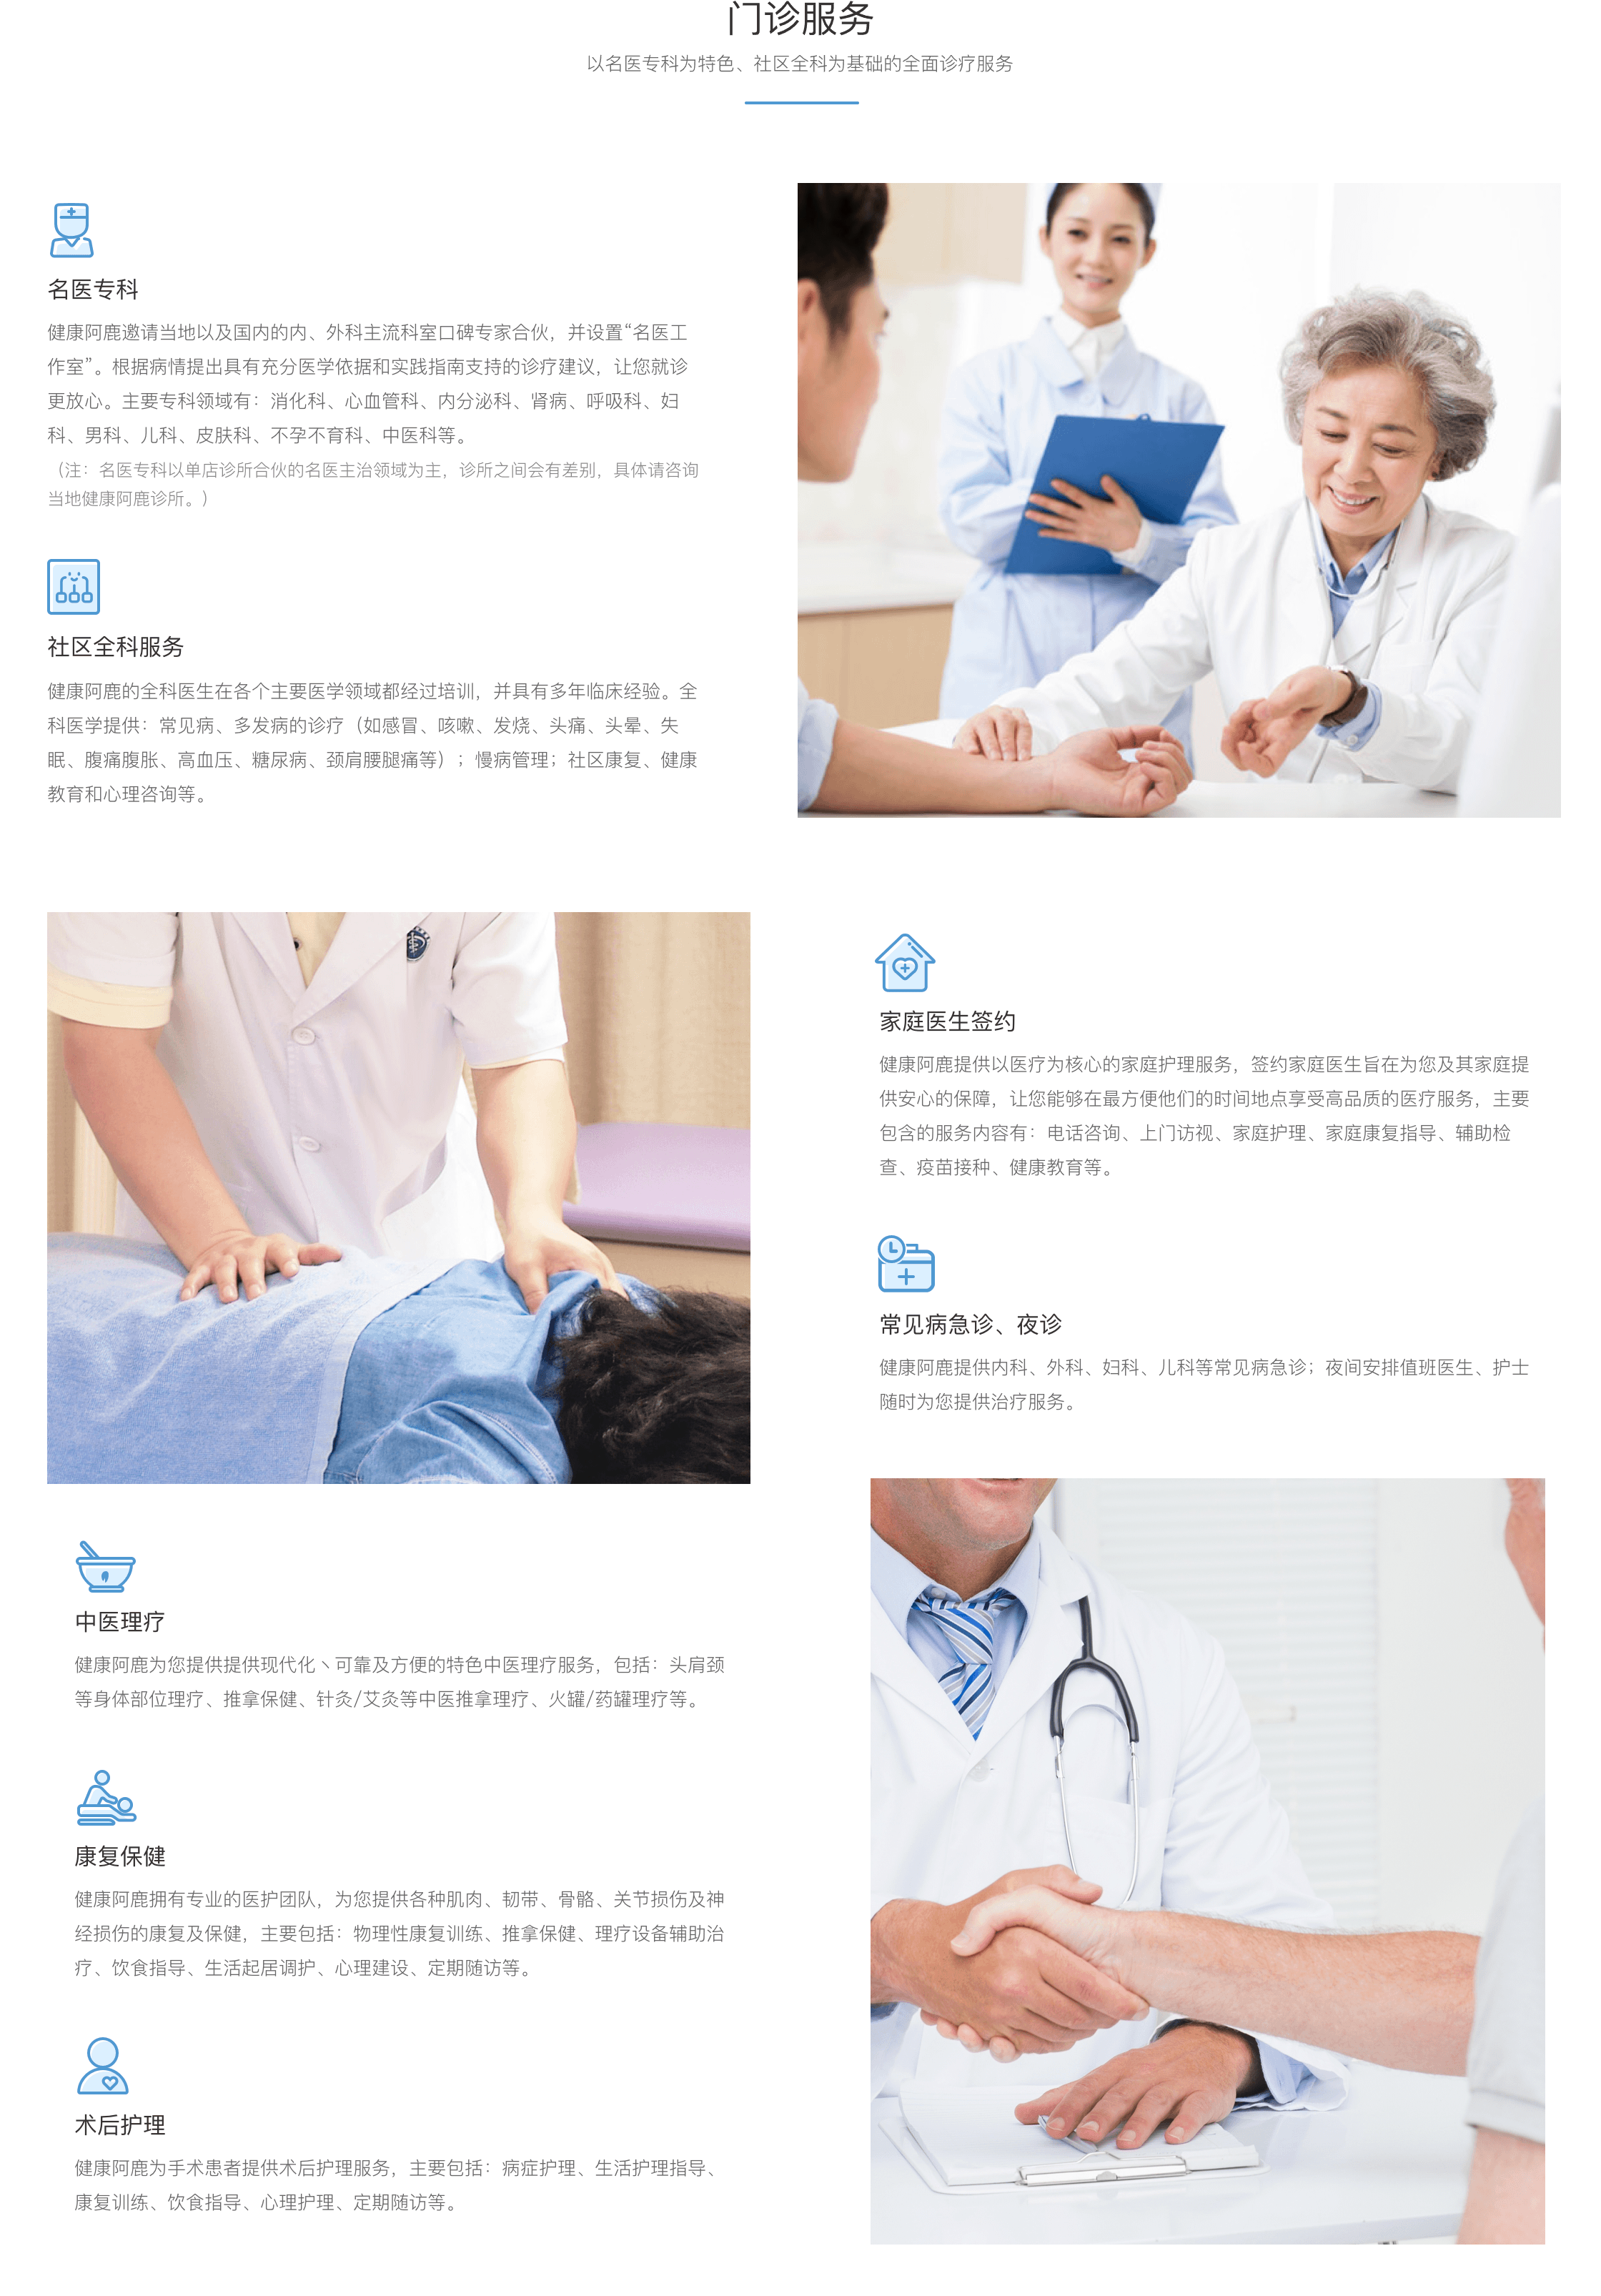 门诊服务
以名医专科为特色、社区全科为基础的全面诊疗服务
名医专科
健康阿鹿邀请当地以及国内的内、外科主流科室口碑专家合伙，并设置“名医工
作室”。根据病情提出具有充分医学依据和实践指南支持的诊疗建议，让您就诊
更放心。主要专科领域有：消化科、心血管科、内分泌科、肾病、呼吸科、妇
科、男科、儿科、皮肤科、不孕不育科、中医科等。
（注：名医专科以单店诊所合伙的名医主治领域为主，诊所之间会有差别，具体请咨询
当地健康阿鹿诊所。）
社区全科服务
健康阿鹿的全科医生在各个主要医学领域都经过培训，并具有多年临床经验。全
科医学提供：常见病、多发病的诊疗（如感冒、咳嗽、发烧、头痛、头晕、失
眠、腹痛腹胀、高血压、糖尿病、颈肩腰腿痛等）；慢病管理；社区康复、健康
教育和心理咨询等。
家庭医生签约
健康阿鹿提供以医疗为核心的家庭护理服务，签约家庭医生旨在为您及其家庭提
供安心的保障，让您能够在最方便他们的时间地点享受高品质的医疗服务，主要
包含的服务内容有：电话咨询、上门访视、家庭护理、家庭康复指导、辅助检
查、疫苗接种、健康教育等。
常见病急诊、夜诊
健康阿鹿提供内科、外科、妇科、儿科等常见病急诊；夜间安排值班医生、护士
随时为您提供治疗服务。
中医理疗
健康阿鹿为您提供提供现代化丶可靠及方便的特色中医理疗服务，包括：头肩颈
等身体部位理疗、推拿保健、针灸/艾灸等中医推拿理疗、火罐/药罐理疗等。
康复保健
健康阿鹿拥有专业的医护团队，为您提供各种肌肉、韧带、骨骼、关节损伤及神
经损伤的康复及保健，主要包括：物理性康复训练、推拿保健、理疗设备辅助治
疗、饮食指导、生活起居调护、心理建设、定期随访等。
术后护理
健康阿鹿为手术患者提供术后护理服务，主要包括：病症护理、生活护理指导、
康复训练、饮食指导、心理护理、定期随访等。